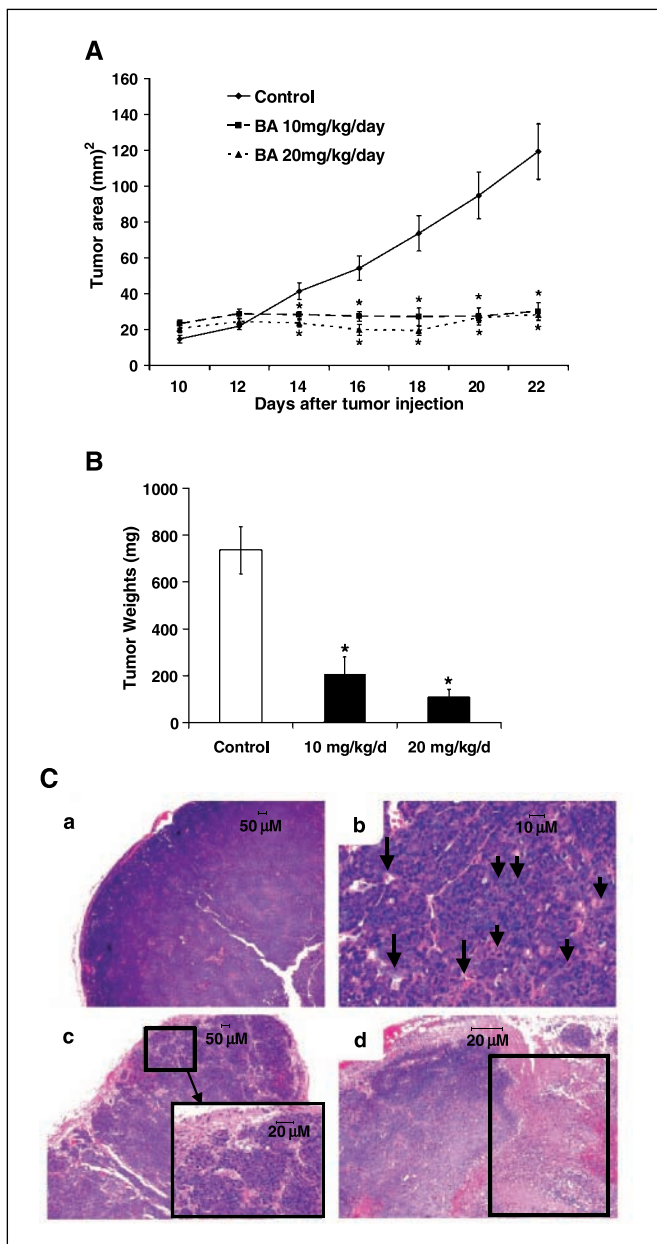 A
160
140
120
100
80
60
40
20
0
Tumor area (mm)²
Control
BA 10mg/kg/day
BA 20mg/kg/day
* * * * *
* * * * *
10 12 14 16 18 20 22
Days after tumor injection
B
1000
800
600
400
200
0
Tumor Weights (mg)
*
*
Control 10 mg/kg/d 20 mg/kg/d
C
a
50 µM
b
10 µM
c
50 µM
20 µM
d
20 µM